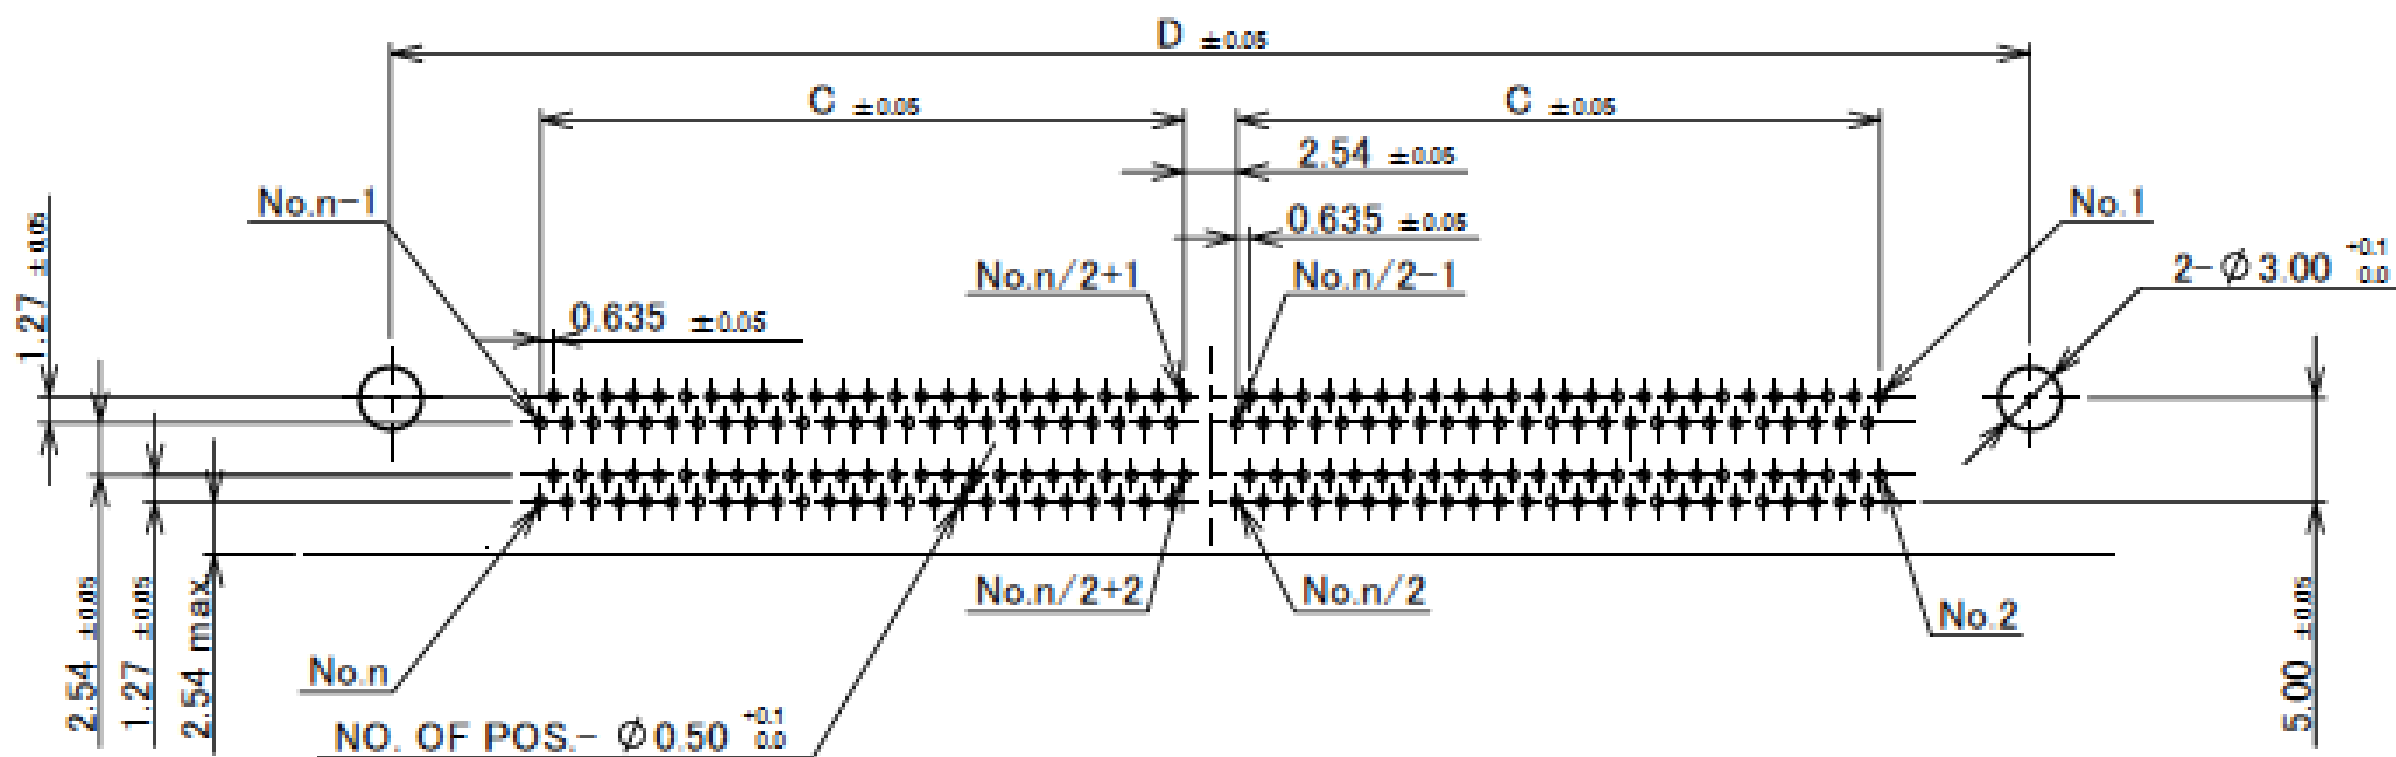 D ±0.05
C ±0.05
C ±0.05
2.54 ±0.05
No.n-1
No.1
0.635 ±0.05
1.27 ±0.05
2-Ø3.00 +0.1 0.0
No.n/2+1
No.n/2-1
0.635 ±0.05
No.n/2+2
No.n/2
No.2
2.54 ±0.05
1.27 ±0.05
2.54 max.
5.00 ±0.05
No.n
NO. OF POS.- Ø0.50 +0.1 0.0